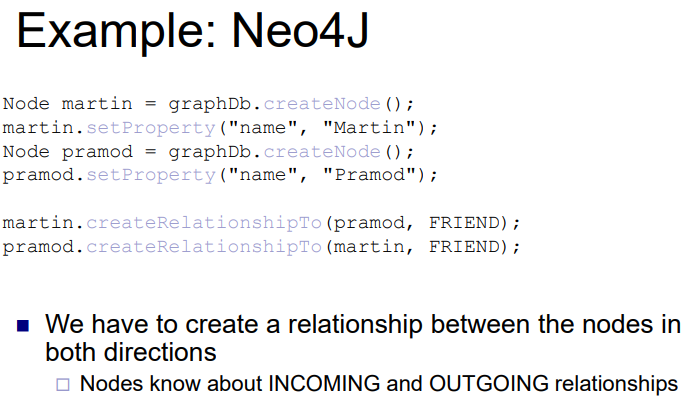 Example: Neo4J
Node martin = graphDb.createNode();
martin.setProperty("name", "Martin");
Node pramod = graphDb.createNode();
pramod.setProperty("name", "Pramod");
martin.createRelationshipTo(pramod, FRIEND);
pramod.createRelationshipTo(martin, FRIEND);
We have to create a relationship between the nodes in
both directions
Nodes know about INCOMING and OUTGOING relationships